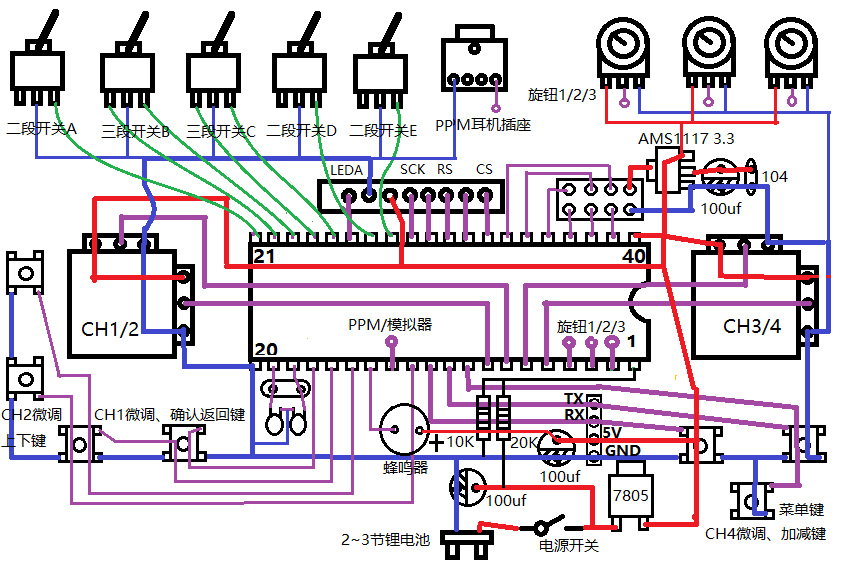 旋钮1/2/3
二段开关A
三段开关B
三段开关C
二段开关D
二段开关E
PPM耳机插座
AMS1117 3.3
LEDA
SCK
RS
CS
104
100uf
21
40
CH1/2
PPM/模拟器
旋钮1/2/3
CH3/4
20
1
CH2微调
上下键
CH1微调、确认返回键
TX
RX
5V
GND
10K
20K
蜂鸣器
100uf
100uf
7805
菜单键
CH4微调、加减键
2~3节锂电池
电源开关